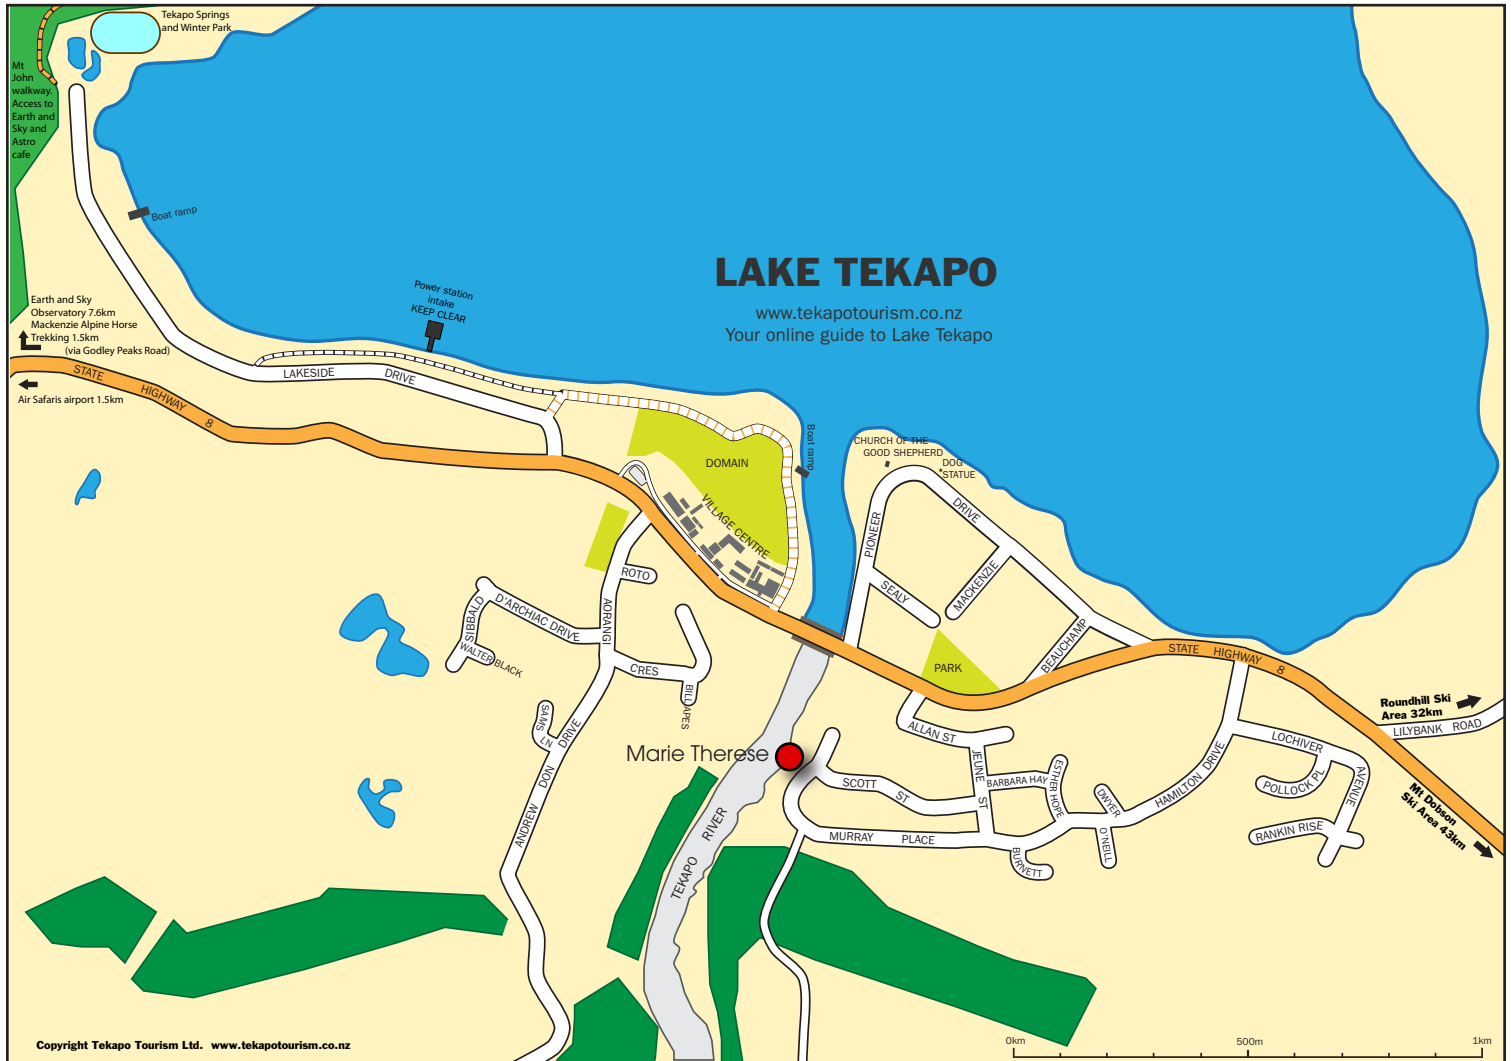 Tekapo Springs
and Winter Park
Mt
John
walkway.
Access to
Earth and
Sky and
Astro
cafe
Boat ramp
Power station
intake
KEEP CLEAR
LAKE TEKAPO
www.tekapotourism.co.nz
Your online guide to Lake Tekapo
Earth and Sky
Observatory 7.6km
Mackenzie Alpine Horse
Trekking 1.5km
(via Godley Peaks Road)
STATE HIGHWAY 8
Air Safaris airport 1.5km
LAKESIDE DRIVE
DOMAIN
Boat ramp
VILLAGE CENTRE
CHURCH OF THE
GOOD SHEPHERD
DOG
*STATUE
PIONEER DRIVE
SEALY
MACKENZIE
BEAUCHAMP
PARK
STATE HIGHWAY 8
ROTO
AORANGI
CRES
D'ARCHIAC DRIVE
SIBBALD
WALTER BLACK
BILL APES
SAMS LN
ANDREW DON DRIVE
Marie Therese
TEKAPO RIVER
ALLAN ST
JEUNE ST
SCOTT ST
BARBARA HAY
ESTHER HOPE
MURRAY PLACE
BURNETT
DWYER
O'NEILL
HAMILTON DRIVE
LOCHIVER AVENUE
POLLOCK PL
RANKIN RISE
Roundhill Ski
Area 32km
LILYBANK ROAD
Mt Dobson
Ski Area 43km
Copyright Tekapo Tourism Ltd. www.tekapotourism.co.nz
0km 500m 1km